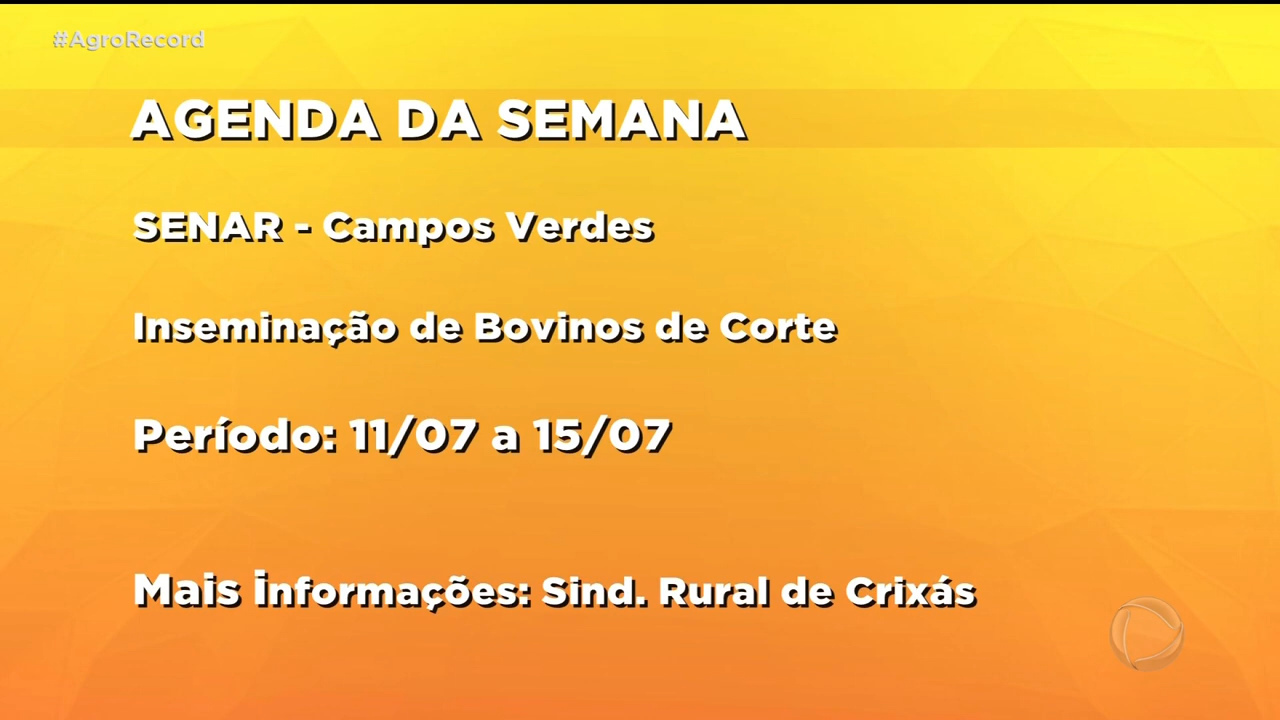 #AgroRecord
AGENDA DA SEMANA
SENAR - Campos Verdes
Inseminação de Bovinos de Corte
Período: 11/07 a 15/07
Mais informações: Sind. Rural de Crixás